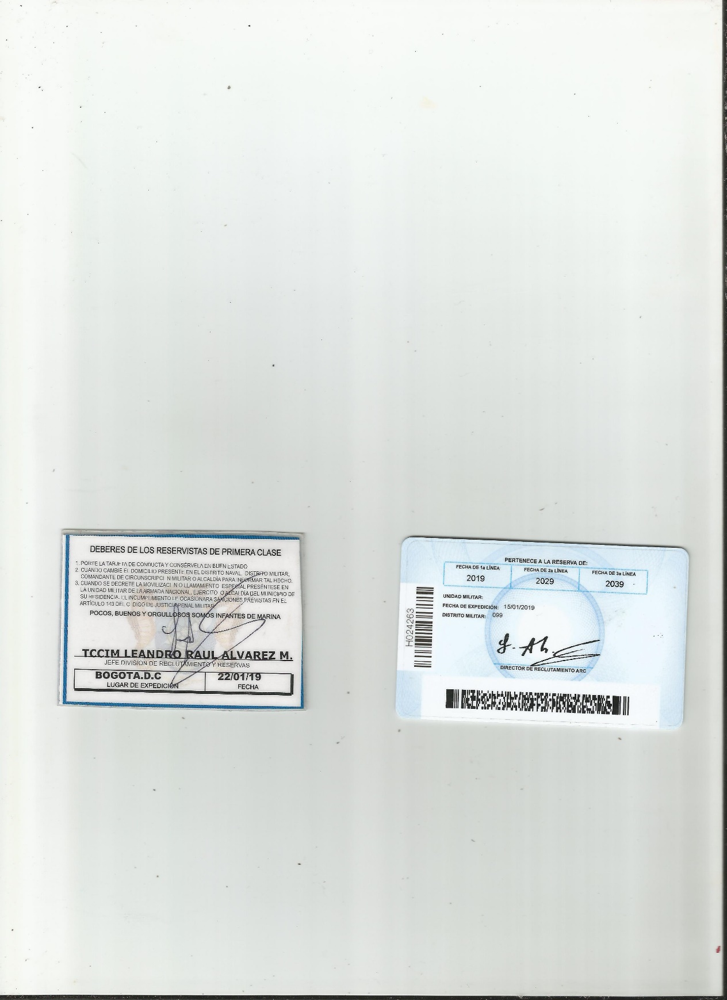 DEBERES DE LOS RESERVISTAS DE PRIMERA CLASE
1. PORTE LA TARJETA DE CONDUCTA Y CONSÉRVELA EN BUEN ESTADO
2. CUANDO CAMBIE EL DOMICILIO PRESENTE EN EL DISTRITO NAVAL, DISTRITO MILITAR,
COMANDANTE DE CIRCUNSCRIPCI N MILITAR O ALCALDÍA PARA INFORMAR TAL HECHO.
3. CUANDO SE DECRETE LA MOVILIZACI N O LLAMAMIENTO ESPECIAL PRESÉNTESE EN
LA UNIDAD MILITAR DE LA ARMADA NACIONAL, EJERCITO O ALCALDÍA DEL MUNICIPIO DE
SU RESIDENCIA. EL INCUMPLIMIENTO LE OCASIONARA SANCIONES PREVISTAS EN EL
ARTÍCULO 143 DEL C DIGO DE JUSTICIA PENAL MILITAR.
POCOS, BUENOS Y ORGULLOSOS SOMOS INFANTES DE MARINA
TCCIM LEANDRO RAUL ALVAREZ M.
JEFE DIVISION DE RECLUTAMIENTO Y RESERVAS
BOGOTA.D.C 22/01/19
LUGAR DE EXPEDICIÓN FECHA
PERTENECE A LA RESERVA DE:
FECHA DE 1a LÍNEA FECHA DE 2a LÍNEA FECHA DE 3a LÍNEA
2019 2029 2039
UNIDAD MILITAR:
FECHA DE EXPEDICIÓN: 15/01/2019
DISTRITO MILITAR: 099
H024263
DIRECTOR DE RECLUTAMIENTO ARC